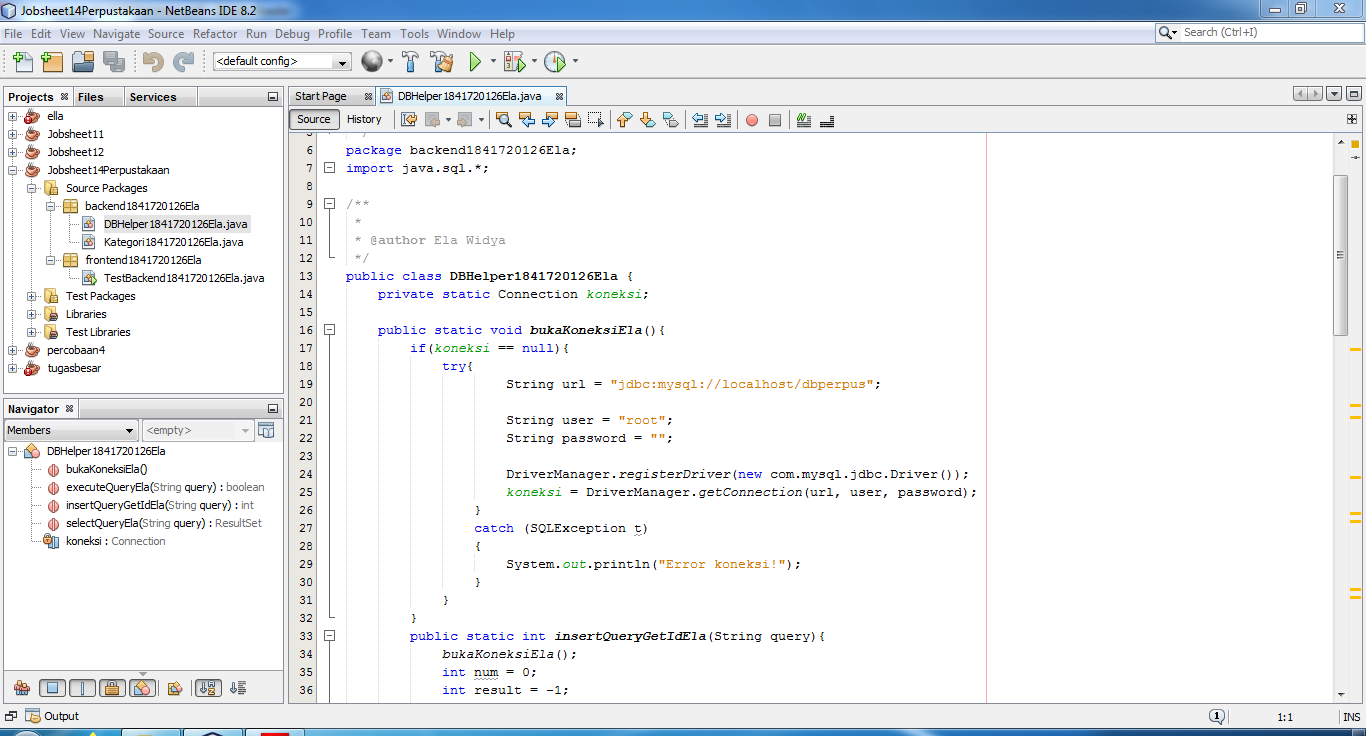 Jobsheet14Perpustakaan - NetBeans IDE 8.2
File Edit View Navigate Source Refactor Run Debug Profile Team Tools Window Help
Search (Ctrl+I)
<default config>
Projects Files Services
ella
Jobsheet11
Jobsheet12
Jobsheet14Perpustakaan
Source Packages
backend1841720126Ela
DBHelper1841720126Ela.java
Kategori1841720126Ela.java
frontend1841720126Ela
TestBackend1841720126Ela.java
Test Packages
Libraries
Test Libraries
percobaan4
tugasbesar
Navigator
Members <empty>
DBHelper1841720126Ela
bukaKoneksiEla()
executeQueryEla(String query) : boolean
insertQueryGetIdEla(String query) : int
selectQueryEla(String query) : ResultSet
koneksi : Connection
Start Page DBHelper1841720126Ela.java
Source History
5 */
6 package backend1841720126Ela;
7 import java.sql.*;
8
9 /**
10 *
11 * @author Ela Widya
12 */
13 public class DBHelper1841720126Ela {
14 private static Connection koneksi;
15
16 public static void bukaKoneksiEla(){
17 if(koneksi == null){
18 try{
19 String url = "jdbc:mysql://localhost/dbperpus";
20
21 String user = "root";
22 String password = "";
23
24 DriverManager.registerDriver(new com.mysql.jdbc.Driver());
25 koneksi = DriverManager.getConnection(url, user, password);
26 }
27 catch (SQLException t)
28 {
29 System.out.println("Error koneksi!");
30 }
31 }
32 }
33 public static int insertQueryGetIdEla(String query){
34 bukaKoneksiEla();
35 int num = 0;
36 int result = -1;
Output
1
1:1 INS